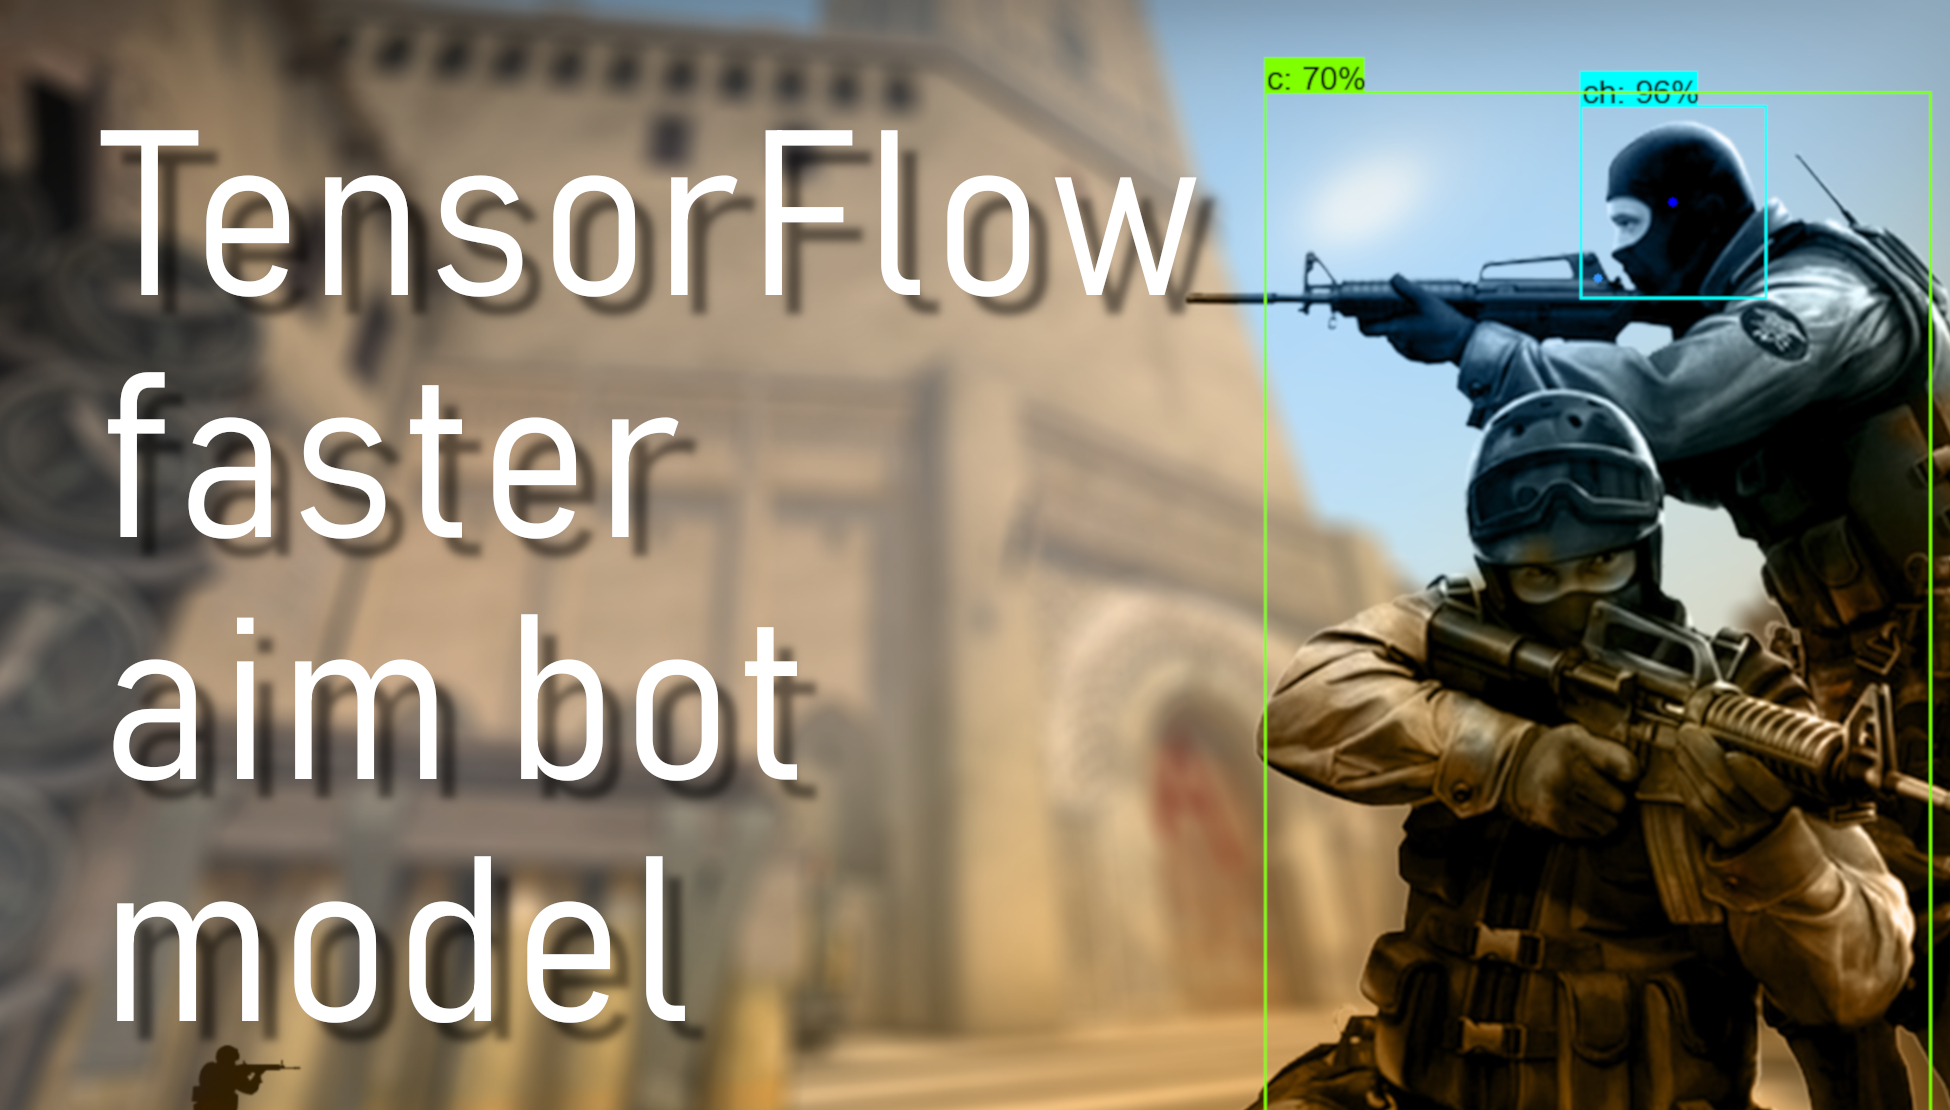 TensorFlow
faster
aim bot
model
c: 70%
ch: 96%